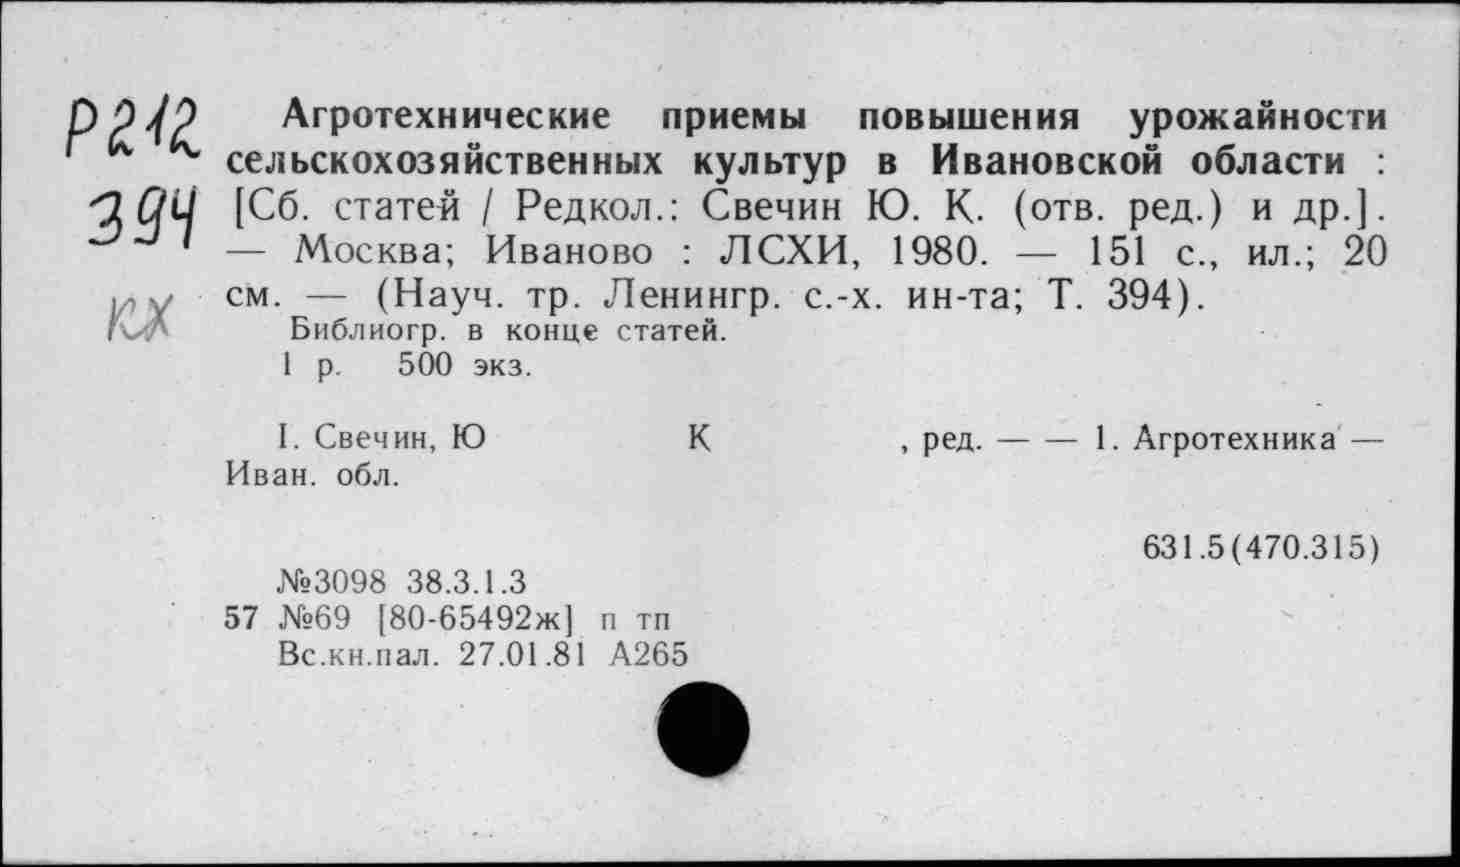 Р212
394
КХ
Агротехнические приемы повышения урожайности
сельскохозяйственных культур в Ивановской области :
[Сб. статей / Редкол.: Свечин Ю. К. (отв. ред.) и др.].
— Москва; Иваново : ЛСХИ, 1980. — 151 с., ил.; 20
см. — (Науч. тр. Ленингр. с.-х. ин-та; Т. 394).
Библиогр. в конце статей.
1 р. 500 экз.
I. Свечин, Ю К , ред. — — 1. Агротехника —
Иван. обл.
631.5(470.315)
№3098 38.3.1.3
57 №69 [80-65492ж] п тп
Вс.кн.пал. 27.01.81 А265